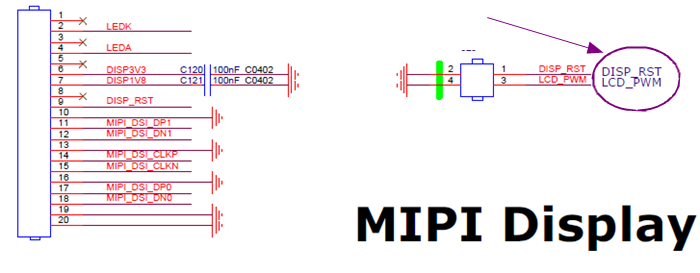 1
2 LEDK
3
4 LEDA
5
6 DISP3V3 C120 100nF C0402
7 DISP1V8 C121 100nF C0402
8
9 DISP_RST
10
11 MIPI_DSI_DP1
12 MIPI_DSI_DN1
13
14 MIPI_DSI_CLKP
15 MIPI_DSI_CLKN
16
17 MIPI_DSI_DP0
18 MIPI_DSI_DN0
19
20
2 1 DISP_RST
4 3 LCD_PWM
DISP_RST
LCD_PWM
MIPI Display